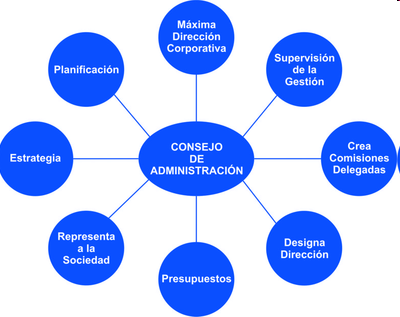 Máxima
Dirección
Corporativa
Planificación
Supervisión
de la
Gestión
Estrategia
CONSEJO
DE
ADMINISTRACIÓN
Crea
Comisiones
Delegadas
Representa
a la
Sociedad
Presupuestos
Designa
Dirección